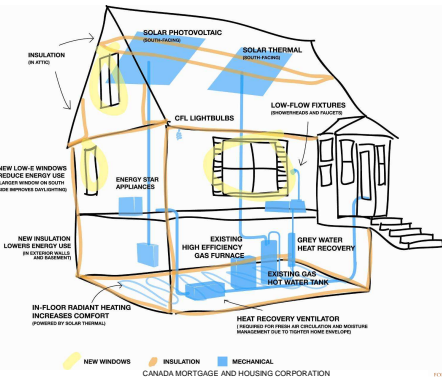 SOLAR PHOTOVOLTAIC
(SOUTH-FACING)
SOLAR THERMAL
(SOUTH-FACING)
INSULATION
(IN ATTIC)
LOW-FLOW FIXTURES
(SHOWERHEADS AND FAUCETS)
CFL LIGHTBULBS
NEW LOW-E WINDOWS
REDUCE ENERGY USE
LARGER WINDOW ON SOUTH
SIDE IMPROVES DAYLIGHTING)
ENERGY STAR
APPLIANCES
NEW INSULATION
LOWERS ENERGY USE
(IN EXTERIOR WALLS
AND BASEMENT)
EXISTING
HIGH EFFICIENCY
GAS FURNACE
GREY WATER
HEAT RECOVERY
EXISTING GAS
HOT WATER TANK
IN-FLOOR RADIANT HEATING
INCREASES COMFORT
(POWERED BY SOLAR THERMAL)
HEAT RECOVERY VENTILATOR
( REQUIRED FOR FRESH AIR CIRCULATION AND MOISTURE
MANAGEMENT DUE TO TIGHTER HOME ENVELOPE)
NEW WINDOWS
INSULATION
MECHANICAL
CANADA MORTGAGE AND HOUSING CORPORATION